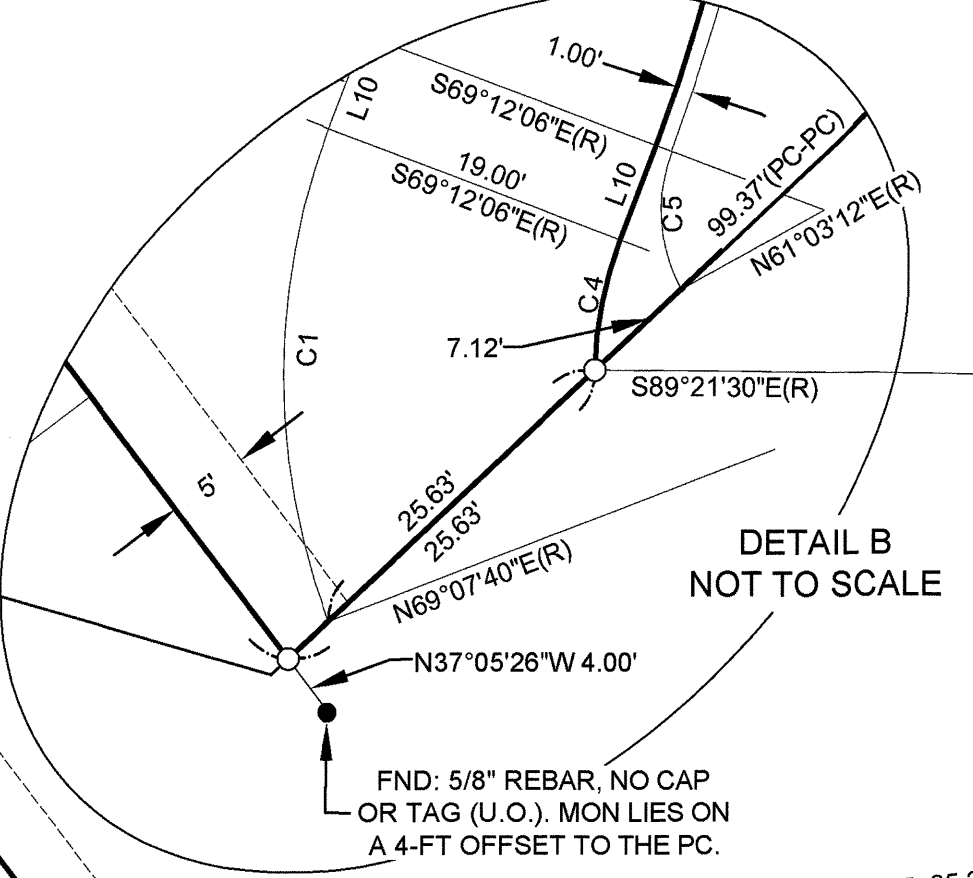 1.00'
L10
S69°12'06"E(R)
19.00'
S69°12'06"E(R)
L10
C5
99.37'(PC-PC)
N61°03'12"E(R)
C4
C1
7.12'
S89°21'30"E(R)
5'
25.63'
25.63'
DETAIL B
NOT TO SCALE
N69°07'40"E(R)
N37°05'26"W 4.00'
FND: 5/8" REBAR, NO CAP
OR TAG (U.O.). MON LIES ON
A 4-FT OFFSET TO THE PC.